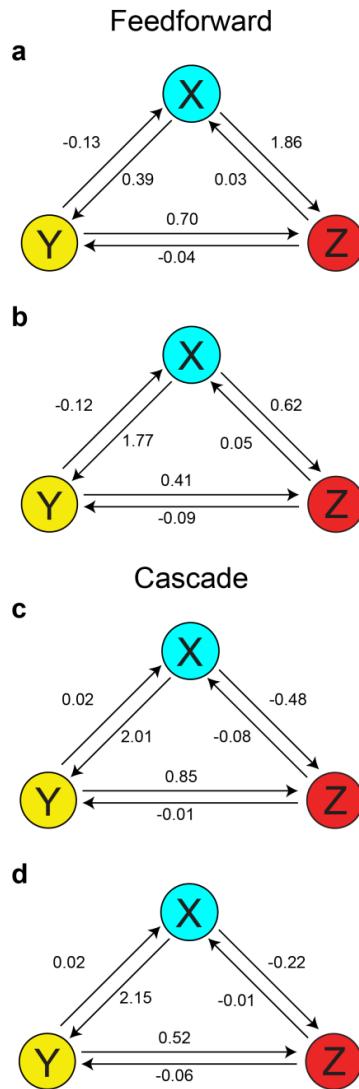 Feedforward
a
X
-0.13
1.86
0.39
0.03
0.70
Y
Z
-0.04
b
X
-0.12
0.62
1.77
0.05
0.41
Y
Z
-0.09
Cascade
c
X
0.02
-0.48
2.01
-0.08
0.85
Y
Z
-0.01
d
X
0.02
-0.22
2.15
-0.01
0.52
Y
Z
-0.06